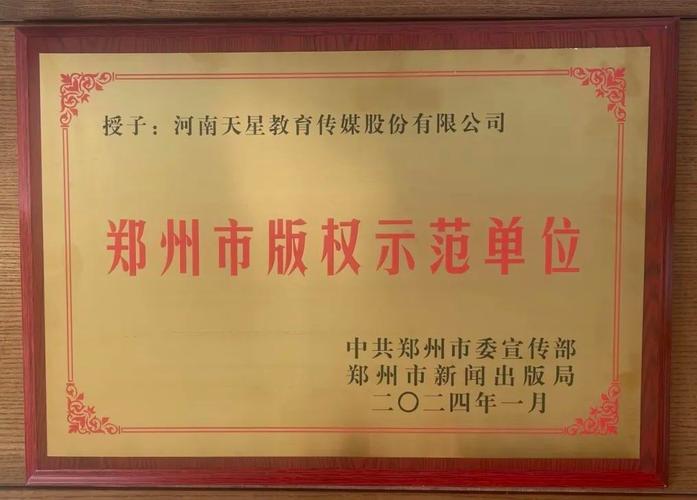 授予：河南天星教育传媒股份有限公司
郑州市版权示范单位
中共郑州市委宣传部
郑州市新闻出版局
二〇二四年一月